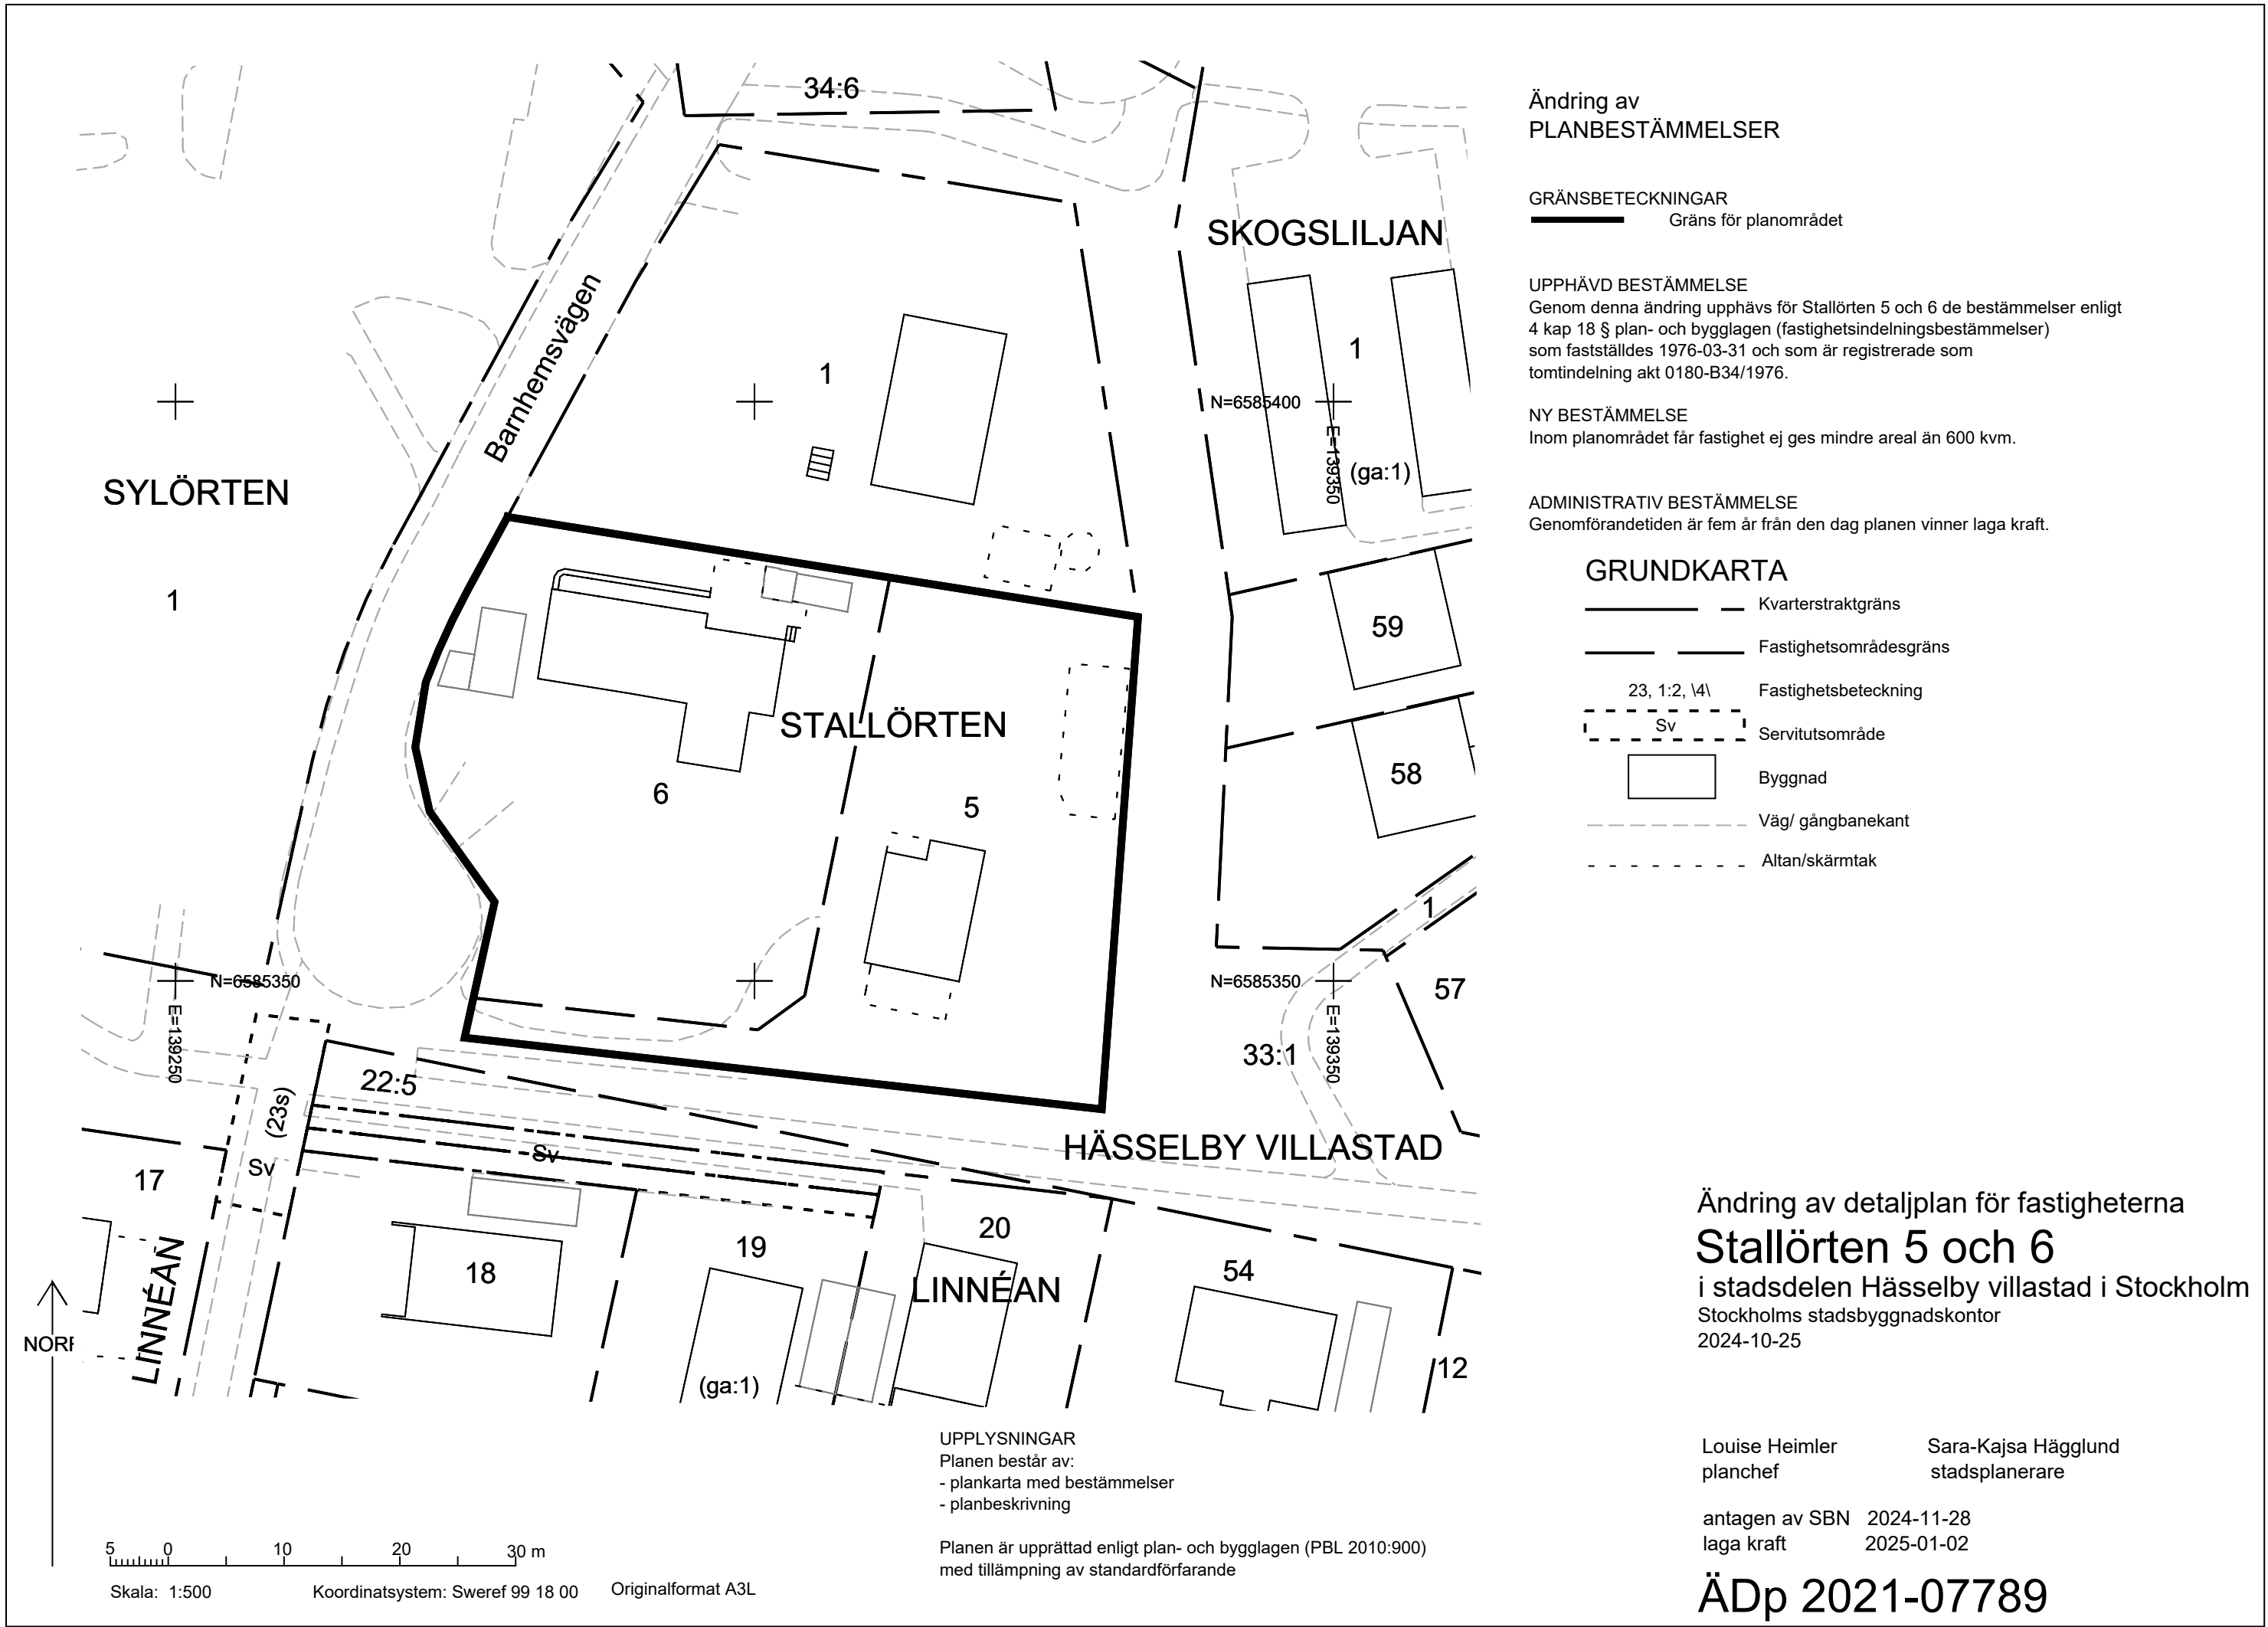 34:6
SKOGSLILJAN
Barnhemsvägen
1
1
N=6585400
E=139350
(ga:1)
SYLÖRTEN
1
59
STALLÖRTEN
58
6
5
1
N=6585350
E=139250
N=6585350
E=139350
57
33:1
22:5
(23s)
Sv
Sv
HÄSSELBY VILLASTAD
17
18
19
20
54
12
LINNÉAN
LINNÉAN
(ga:1)
Ändring av
PLANBESTÄMMELSER
GRÄNSBETECKNINGAR
Gräns för planområdet
UPPHÄVD BESTÄMMELSE
Genom denna ändring upphävs för Stallörten 5 och 6 de bestämmelser enligt
4 kap 18 § plan- och bygglagen (fastighetsindelningsbestämmelser)
som fastställdes 1976-03-31 och som är registrerade som
tomtindelning akt 0180-B34/1976.
NY BESTÄMMELSE
Inom planområdet får fastighet ej ges mindre areal än 600 kvm.
ADMINISTRATIV BESTÄMMELSE
Genomförandetiden är fem år från den dag planen vinner laga kraft.
GRUNDKARTA
Kvarterstraktgräns
Fastighetsområdesgräns
23, 1:2, \4\ Fastighetsbeteckning
Sv Servitutsområde
Byggnad
Väg/ gångbanekant
Altan/skärmtak
Ändring av detaljplan för fastigheterna
Stallörten 5 och 6
i stadsdelen Hässelby villastad i Stockholm
Stockholms stadsbyggnadskontor
2024-10-25
Louise Heimler Sara-Kajsa Hägglund
planchef stadsplanerare
antagen av SBN 2024-11-28
laga kraft 2025-01-02
ÄDp 2021-07789
UPPLYSNINGAR
Planen består av:
- plankarta med bestämmelser
- planbeskrivning
Planen är upprättad enligt plan- och bygglagen (PBL 2010:900)
med tillämpning av standardförfarande
5 0 10 20 30 m
Skala: 1:500 Koordinatsystem: Sweref 99 18 00 Originalformat A3L